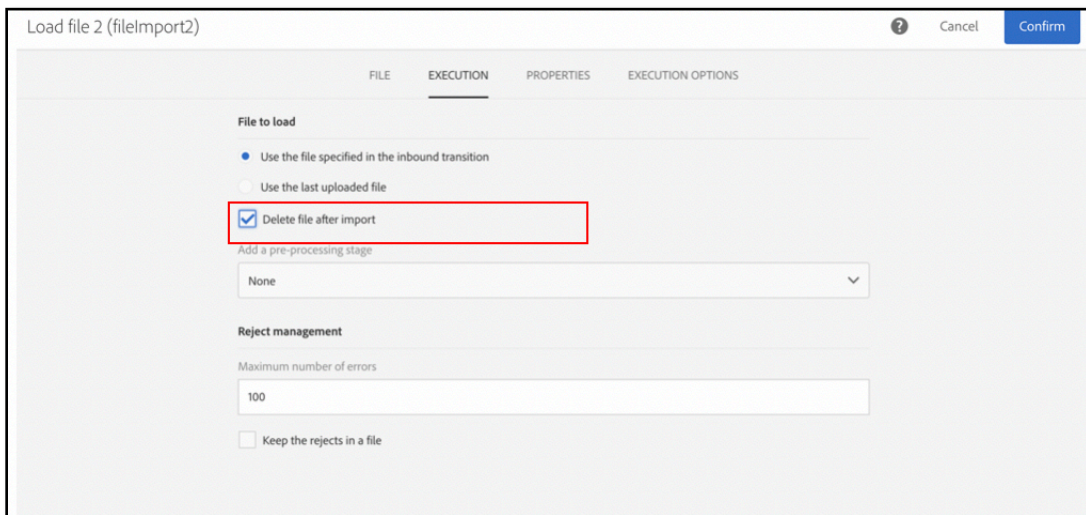 Load file 2 (fileImport2)
? Cancel Confirm
FILE EXECUTION PROPERTIES EXECUTION OPTIONS
File to load
Use the file specified in the inbound transition
Use the last uploaded file
Delete file after import
Add a pre-processing stage
None
Reject management
Maximum number of errors
100
Keep the rejects in a file